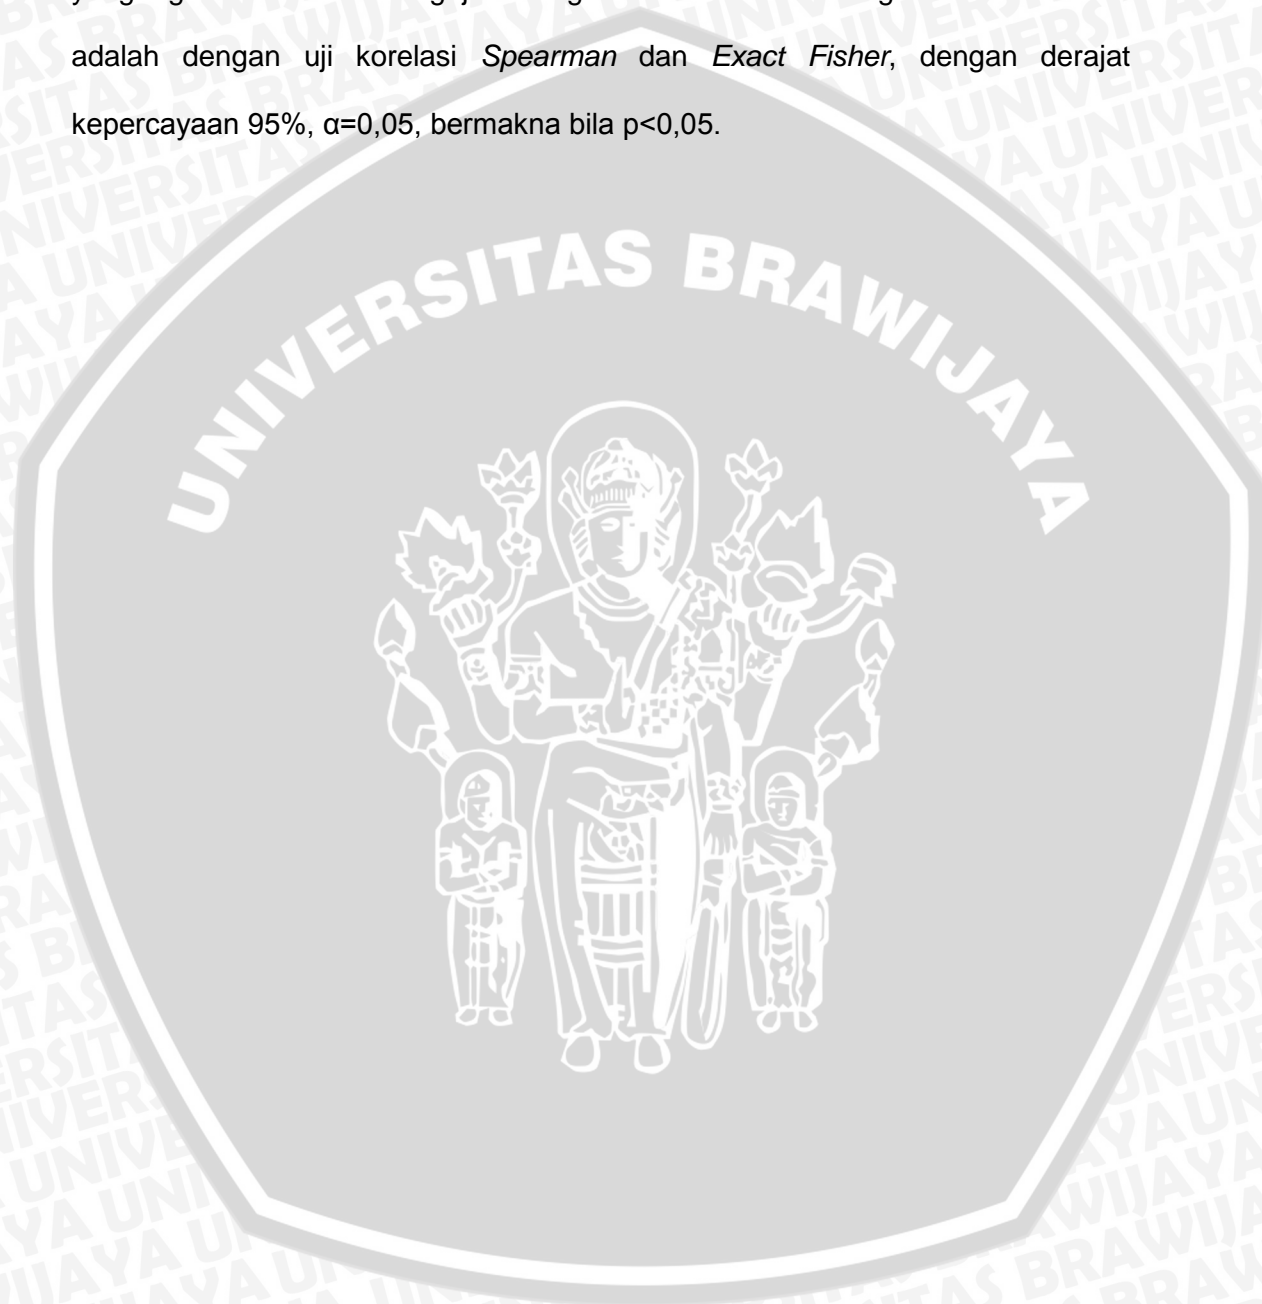 adalah dengan uji korelasi Spearman dan Exact Fisher, dengan derajat
kepercayaan 95%, α=0,05, bermakna bila p<0,05.
UNIVERSITAS BRAWIJAYA